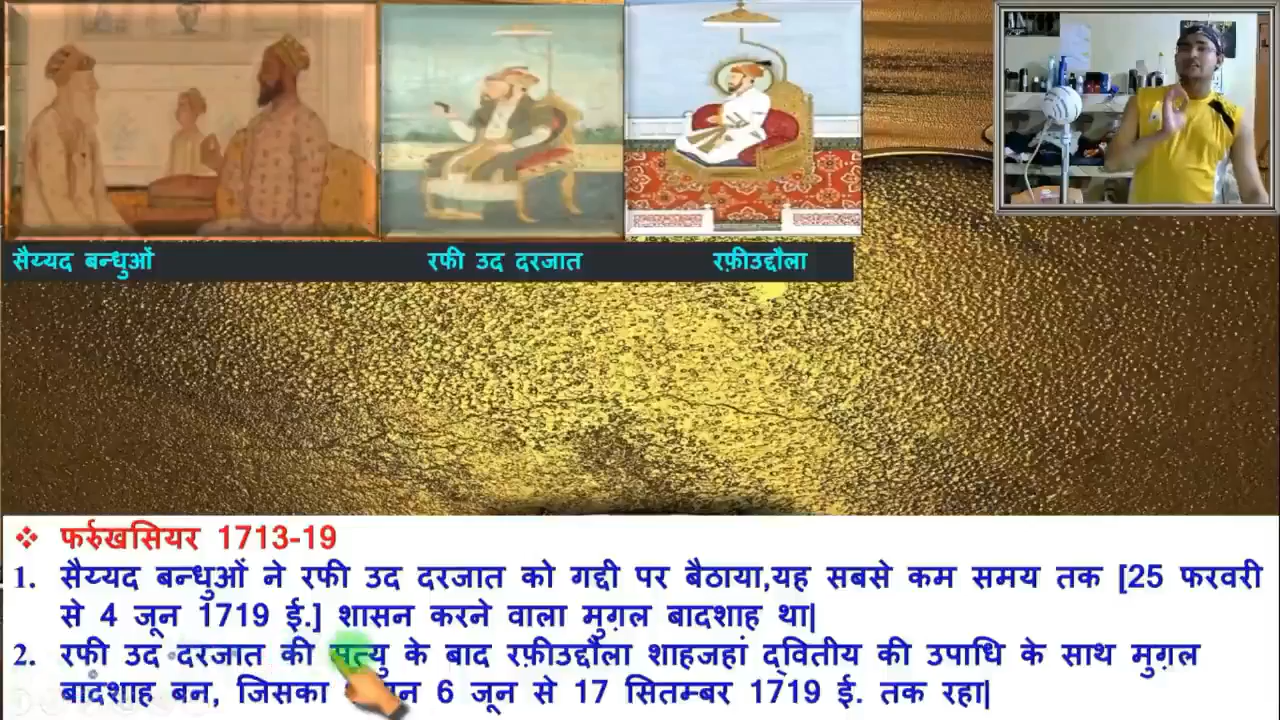 सैय्यद बन्धुओं
रफी उद दरजात
रफ़ीउद्दौला
❖ फर्रुखसियर 1713-19
1. सैय्यद बन्धुओं ने रफी उद दरजात को गद्दी पर बैठाया,यह सबसे कम समय तक [25 फरवरी
से 4 जून 1719 ई.] शासन करने वाला मुग़ल बादशाह था|
2. रफी उद दरजात की मृत्यु के बाद रफ़ीउद्दौला शाहजहां द्वितीय की उपाधि के साथ मुग़ल
बादशाह बन, जिसका 6 जून से 17 सितम्बर 1719 ई. तक रहा|